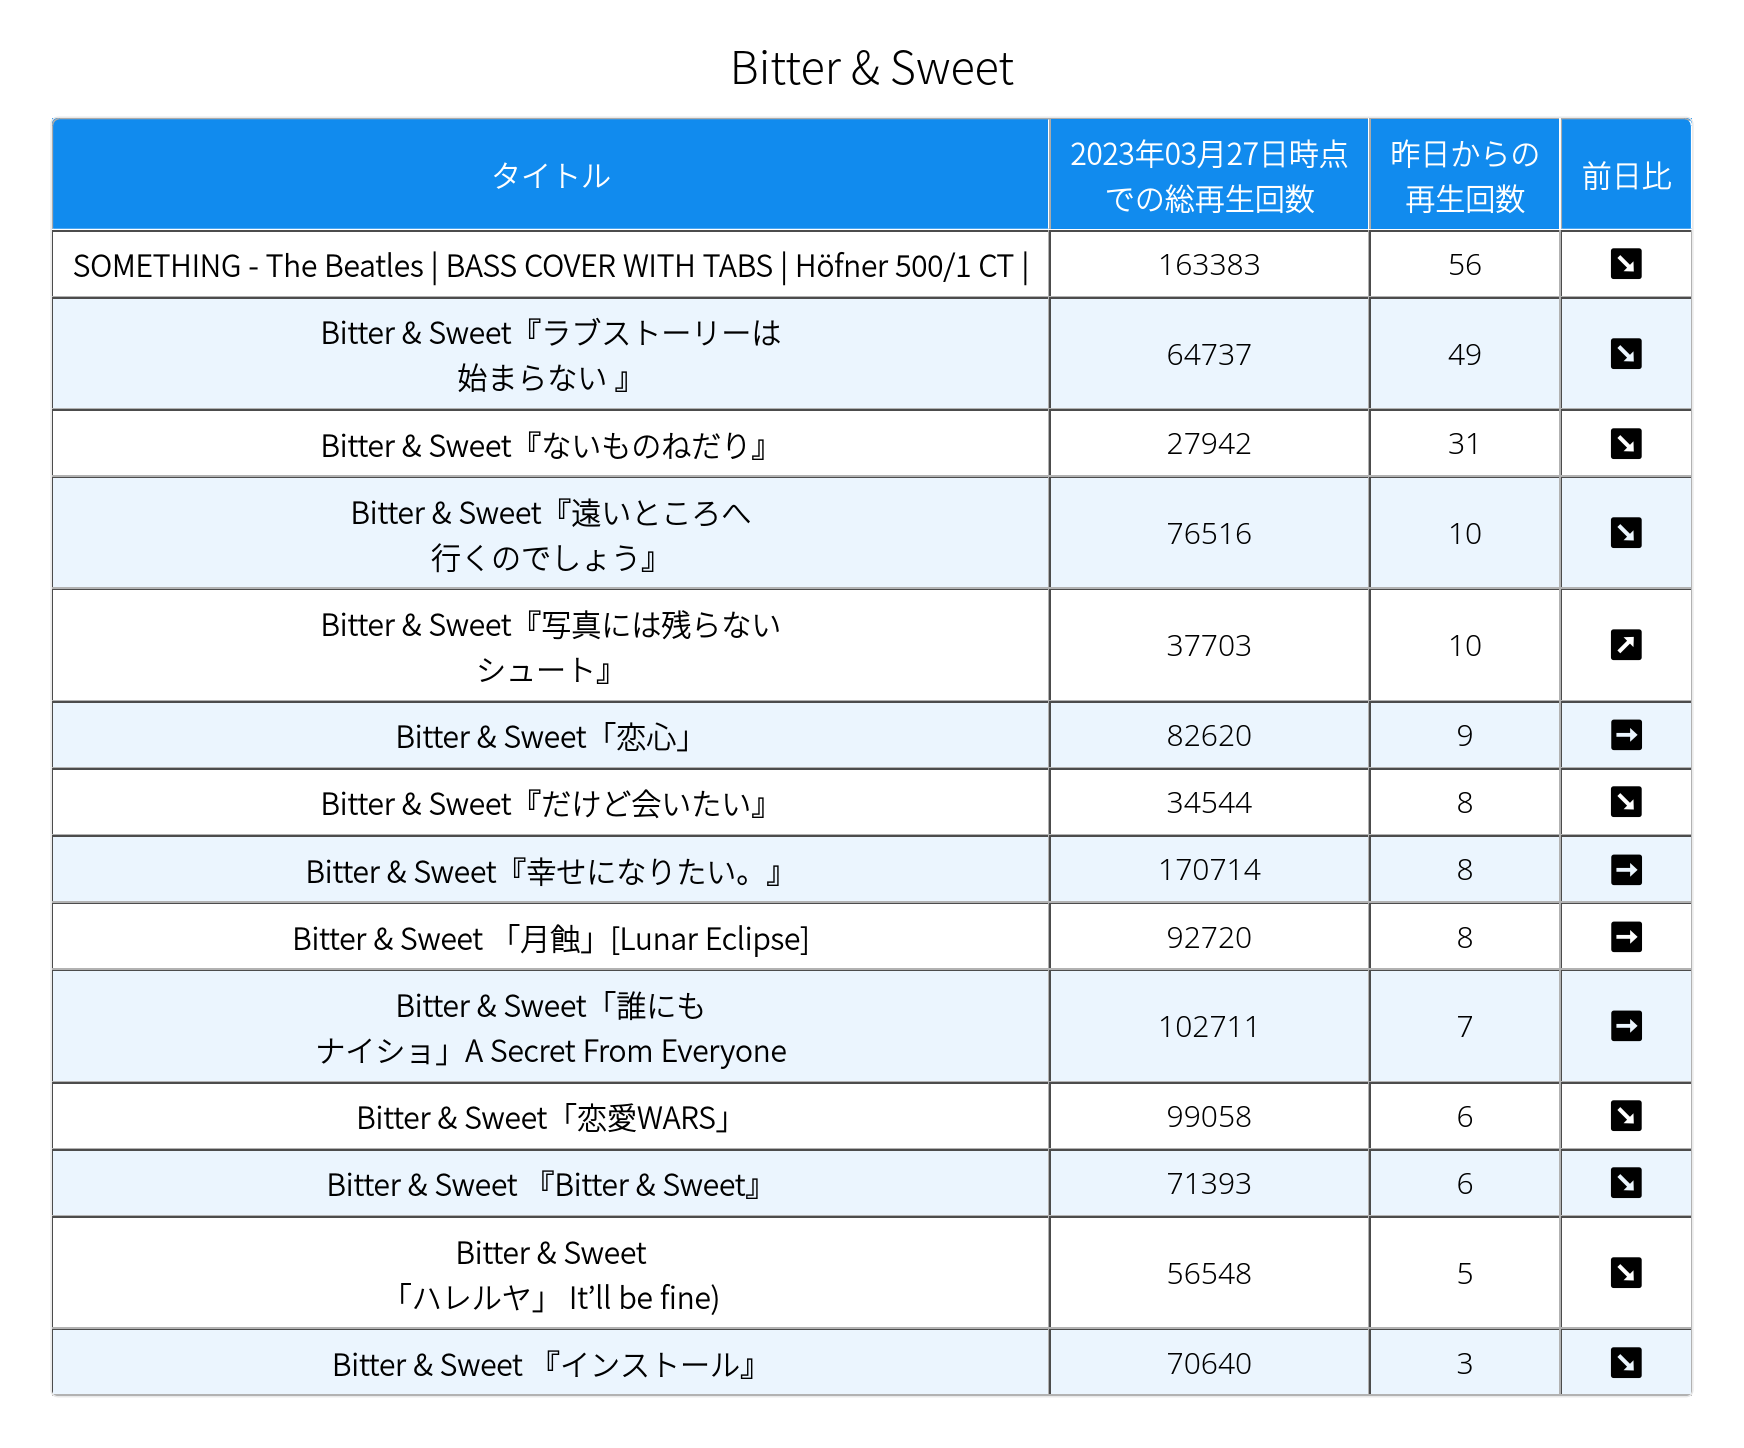 Bitter & Sweet
タイトル
2023年03月27日時点
での総再生回数
昨日からの
再生回数
前日比
SOMETHING - The Beatles | BASS COVER WITH TABS | Höfner 500/1 CT |
163383
56
Bitter & Sweet『ラブストーリーは
始まらない 』
64737
49
Bitter & Sweet『ないものねだり』
27942
31
Bitter & Sweet『遠いところへ
行くのでしょう』
76516
10
Bitter & Sweet『写真には残らない
シュート』
37703
10
Bitter & Sweet「恋心」
82620
9
Bitter & Sweet『だけど会いたい』
34544
8
Bitter & Sweet『幸せになりたい。』
170714
8
Bitter & Sweet 「月蝕」[Lunar Eclipse]
92720
8
Bitter & Sweet「誰にも
ナイショ」A Secret From Everyone
102711
7
Bitter & Sweet「恋愛WARS」
99058
6
Bitter & Sweet 『Bitter & Sweet』
71393
6
Bitter & Sweet
「ハレルヤ」 It’ll be fine)
56548
5
Bitter & Sweet 『インストール』
70640
3